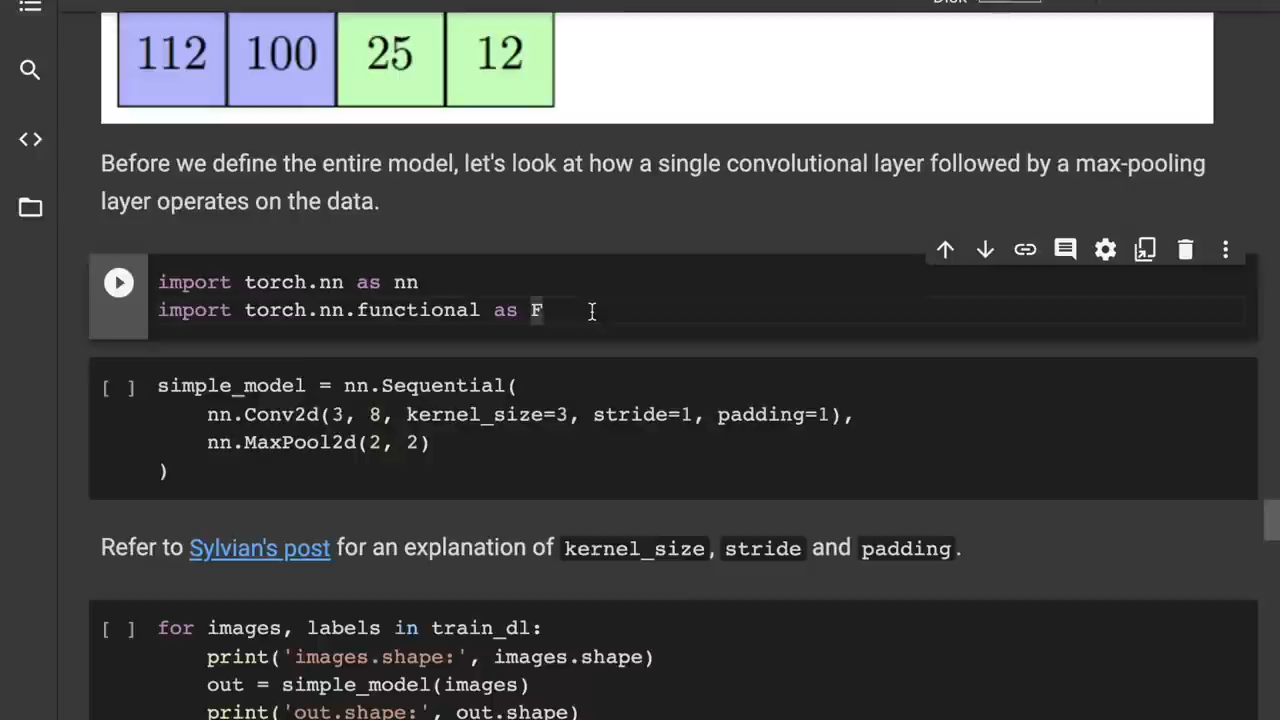 Disk
112 100 25 12
Before we define the entire model, let's look at how a single convolutional layer followed by a max-pooling
layer operates on the data.
import torch.nn as nn
import torch.nn.functional as F
[ ] simple_model = nn.Sequential(
    nn.Conv2d(3, 8, kernel_size=3, stride=1, padding=1),
    nn.MaxPool2d(2, 2)
)
Refer to Sylvian's post for an explanation of kernel_size, stride and padding.
[ ] for images, labels in train_dl:
    print('images.shape:', images.shape)
    out = simple_model(images)
    print('out.shape:', out.shape)